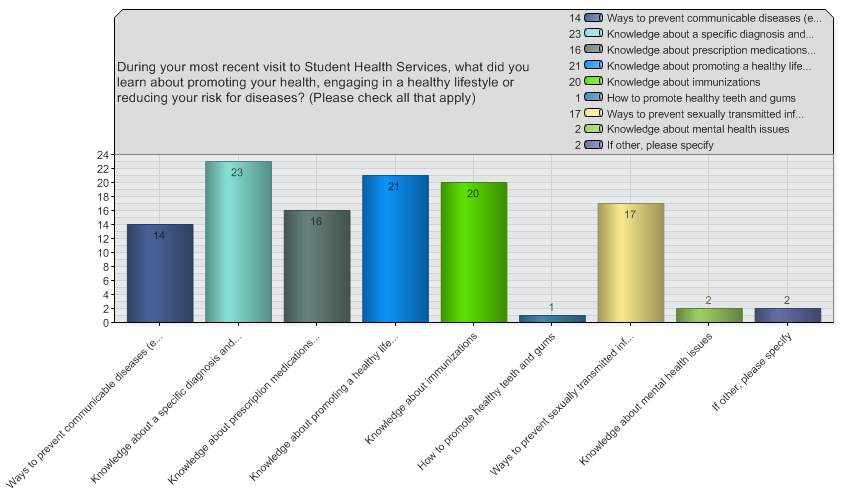 During your most recent visit to Student Health Services, what did you
learn about promoting your health, engaging in a healthy lifestyle or
reducing your risk for diseases? (Please check all that apply)
14 Ways to prevent communicable diseases (e...
23 Knowledge about a specific diagnosis and...
16 Knowledge about prescription medications...
21 Knowledge about promoting a healthy life...
20 Knowledge about immunizations
1 How to promote healthy teeth and gums
17 Ways to prevent sexually transmitted inf...
2 Knowledge about mental health issues
2 If other, please specify
24
22
20
18
16
14
12
10
8
6
4
2
0
14
23
16
21
20
1
17
2
2
Ways to prevent communicable diseases (e...
Knowledge about a specific diagnosis and...
Knowledge about prescription medications...
Knowledge about promoting a healthy life...
Knowledge about immunizations
How to promote healthy teeth and gums
Ways to prevent sexually transmitted inf...
Knowledge about mental health issues
If other, please specify